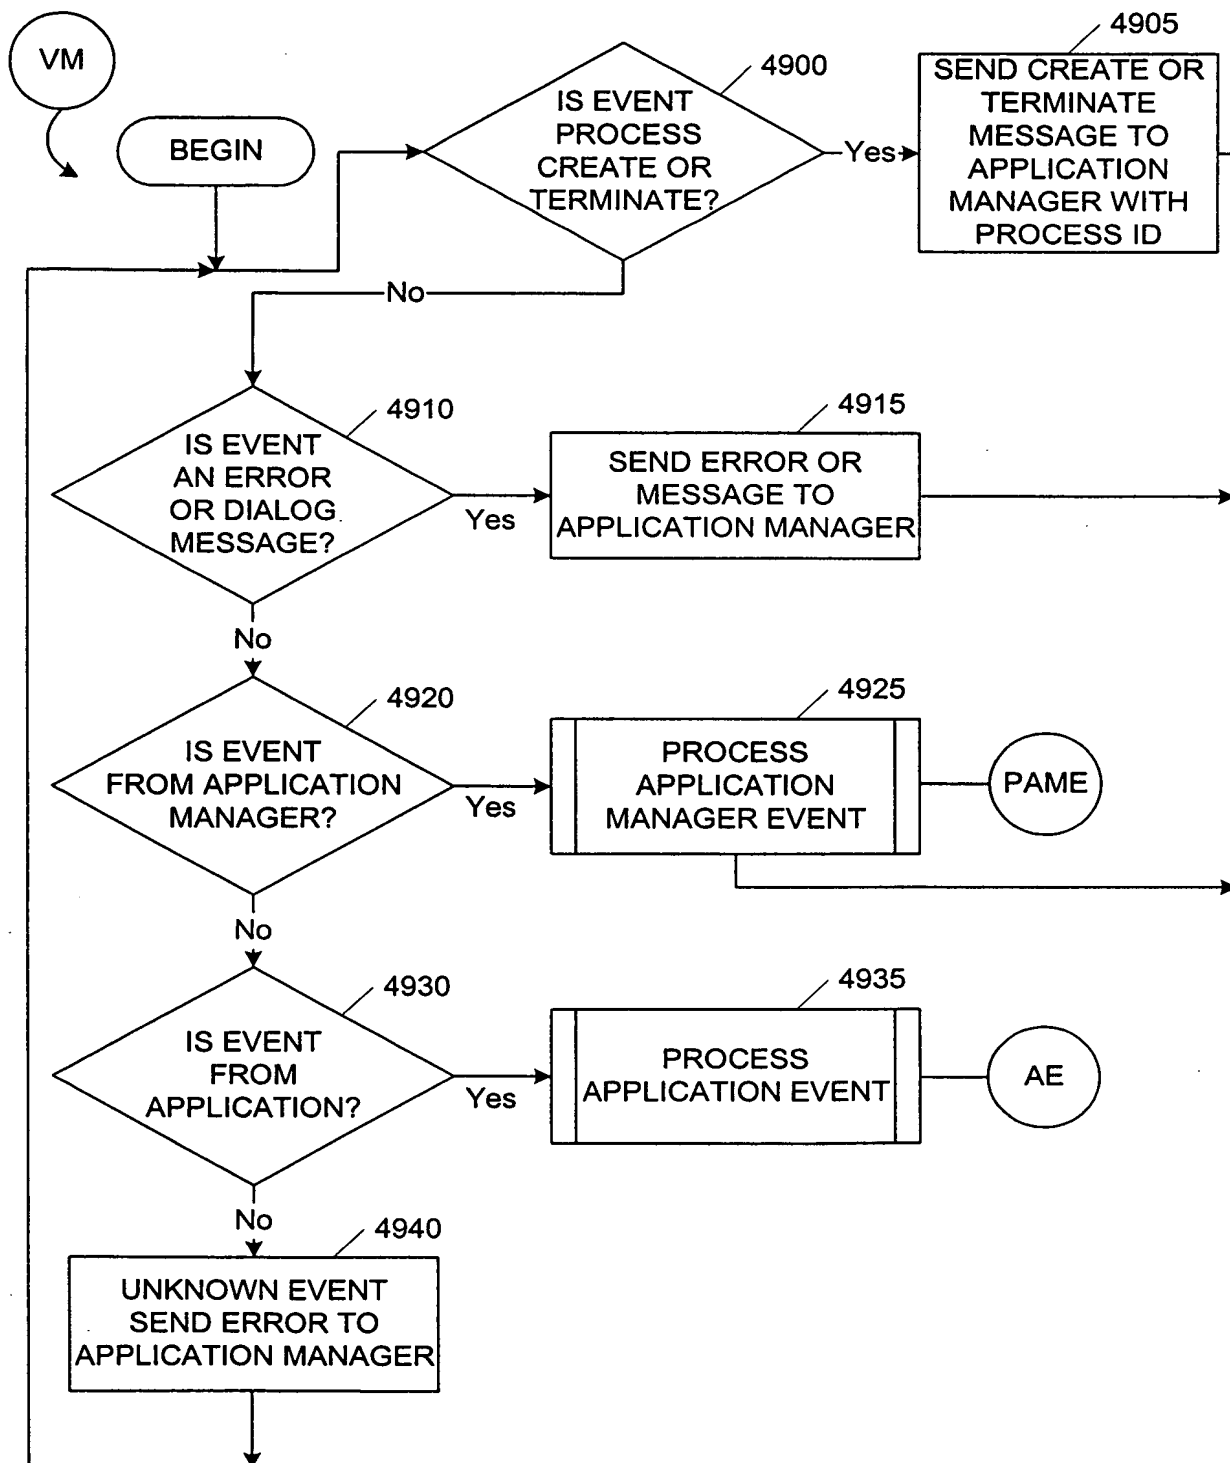 VM
BEGIN
4900
IS EVENT
PROCESS
CREATE OR
TERMINATE?
Yes
4905
SEND CREATE OR
TERMINATE
MESSAGE TO
APPLICATION
MANAGER WITH
PROCESS ID
No
4910
IS EVENT
AN ERROR
OR DIALOG
MESSAGE?
Yes
4915
SEND ERROR OR
MESSAGE TO
APPLICATION MANAGER
No
4920
IS EVENT
FROM APPLICATION
MANAGER?
Yes
4925
PROCESS
APPLICATION
MANAGER EVENT
PAME
No
4930
IS EVENT
FROM
APPLICATION?
Yes
4935
PROCESS
APPLICATION EVENT
AE
No
4940
UNKNOWN EVENT
SEND ERROR TO
APPLICATION MANAGER